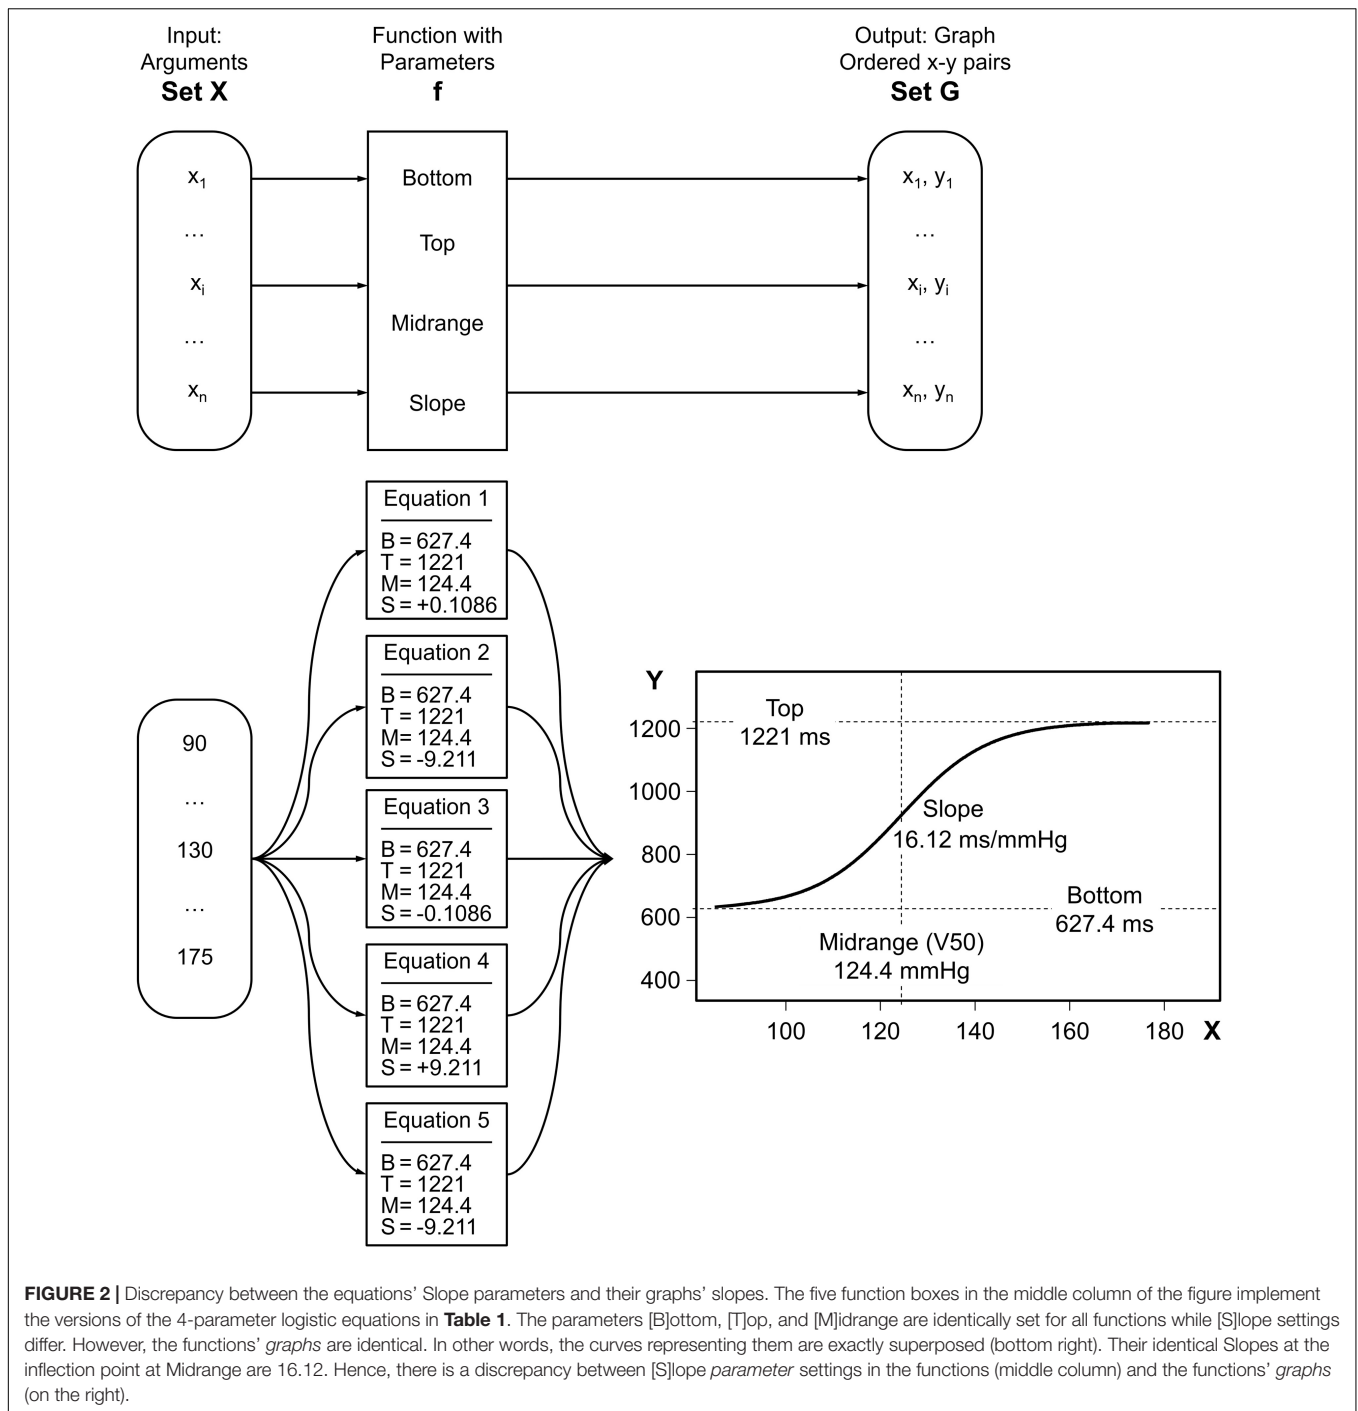 Input:
Arguments
Set X
Function with
Parameters
f
Output: Graph
Ordered x-y pairs
Set G
x1
...
xi
...
xn
Bottom
Top
Midrange
Slope
x1, y1
...
xi, yi
...
xn, yn
90
...
130
...
175
Equation 1
B = 627.4
T = 1221
M= 124.4
S = +0.1086
Equation 2
B = 627.4
T = 1221
M= 124.4
S = -9.211
Equation 3
B = 627.4
T = 1221
M= 124.4
S = -0.1086
Equation 4
B = 627.4
T = 1221
M= 124.4
S = +9.211
Equation 5
B = 627.4
T = 1221
M= 124.4
S = -9.211
Y
1200
1000
800
600
400
Top
1221 ms
Slope
16.12 ms/mmHg
Bottom
627.4 ms
Midrange (V50)
124.4 mmHg
100 120 140 160 180 X
FIGURE 2 | Discrepancy between the equations' Slope parameters and their graphs' slopes. The five function boxes in the middle column of the figure implement
the versions of the 4-parameter logistic equations in Table 1. The parameters [B]ottom, [T]op, and [M]idrange are identically set for all functions while [S]lope settings
differ. However, the functions' graphs are identical. In other words, the curves representing them are exactly superposed (bottom right). Their identical Slopes at the
inflection point at Midrange are 16.12. Hence, there is a discrepancy between [S]lope parameter settings in the functions (middle column) and the functions' graphs
(on the right).